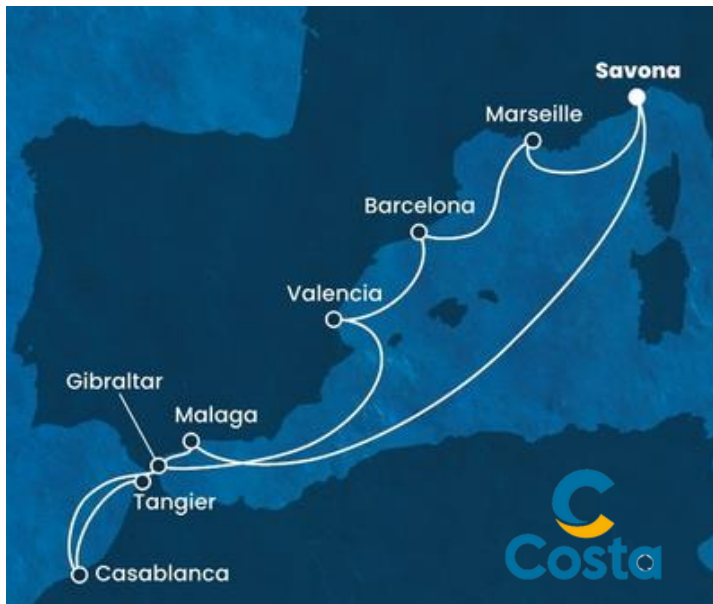 Savona
Marseille
Barcelona
Valencia
Gibraltar
Malaga
Tangier
Casablanca
Costa